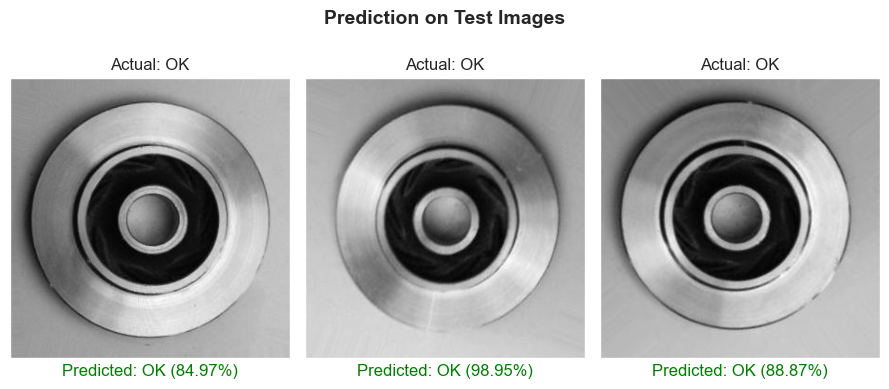 Prediction on Test Images
Actual: OK
Actual: OK
Actual: OK
Predicted: OK (84.97%)
Predicted: OK (98.95%)
Predicted: OK (88.87%)